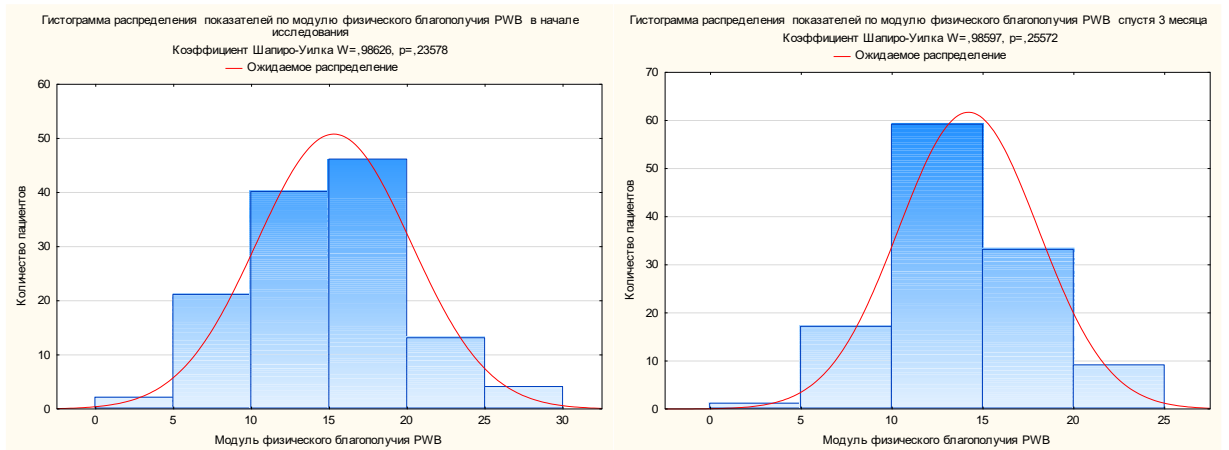 Гистограмма распределения показателей по модулю физического благополучия PWB в начале
исследования
Коэффициент Шапиро-Уилка W=,98626, p=,23578
Ожидаемое распределение
60
50
40
30
20
10
0
Количество пациентов
0 5 10 15 20 25 30
Модуль физического благополучия PWB
Гистограмма распределения показателей по модулю физического благополучия PWB спустя 3 месяца
Коэффициент Шапиро-Уилка W=,98597, p=,25572
Ожидаемое распределение
70
60
50
40
30
20
10
0
Количество пациентов
0 5 10 15 20 25
Модуль физического благополучия PWB